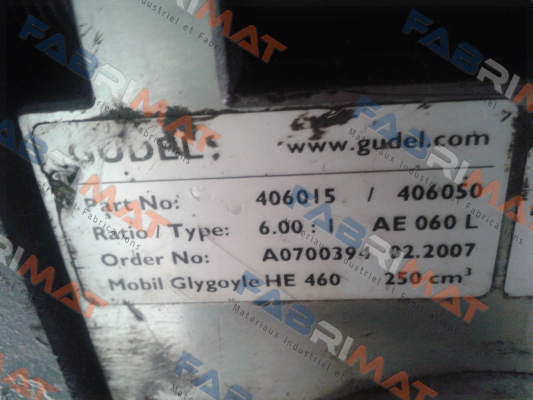 GUDEL www.gudel.com
Part No: 406015 / 406050
Ratio / Type: 6.00 : 1 AE 060 L
Order No: A0700394 02.2007
Mobil Glygoyle HE 460 250 cm³
FABRIMAT
Materiaux Industriel et Fabrications